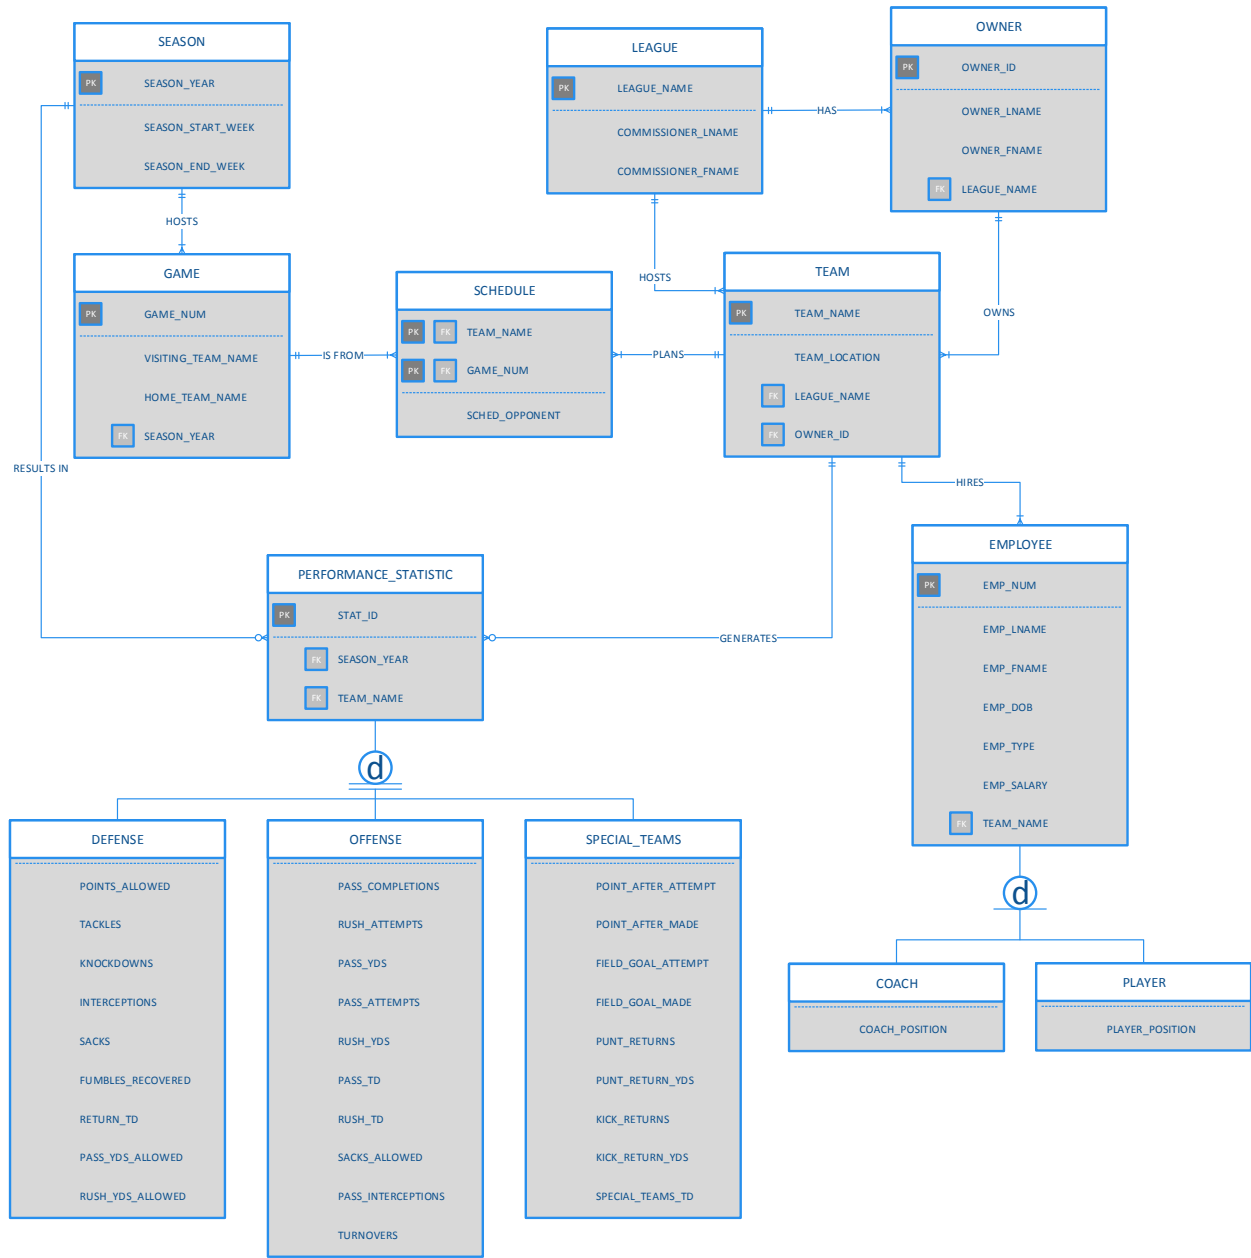 SEASON
PK SEASON_YEAR
SEASON_START_WEEK
SEASON_END_WEEK
LEAGUE
PK LEAGUE_NAME
COMMISSIONER_LNAME
COMMISSIONER_FNAME
HAS
OWNER
PK OWNER_ID
OWNER_LNAME
OWNER_FNAME
FK LEAGUE_NAME
HOSTS
HOSTS
OWNS
GAME
PK GAME_NUM
VISITING_TEAM_NAME
HOME_TEAM_NAME
FK SEASON_YEAR
IS FROM
SCHEDULE
PK FK TEAM_NAME
PK FK GAME_NUM
SCHED_OPPONENT
PLANS
TEAM
PK TEAM_NAME
TEAM_LOCATION
FK LEAGUE_NAME
FK OWNER_ID
RESULTS IN
HIRES
GENERATES
PERFORMANCE_STATISTIC
PK STAT_ID
FK SEASON_YEAR
FK TEAM_NAME
d
EMPLOYEE
PK EMP_NUM
EMP_LNAME
EMP_FNAME
EMP_DOB
EMP_TYPE
EMP_SALARY
FK TEAM_NAME
d
DEFENSE
POINTS_ALLOWED
TACKLES
KNOCKDOWNS
INTERCEPTIONS
SACKS
FUMBLES_RECOVERED
RETURN_TD
PASS_YDS_ALLOWED
RUSH_YDS_ALLOWED
OFFENSE
PASS_COMPLETIONS
RUSH_ATTEMPTS
PASS_YDS
PASS_ATTEMPTS
RUSH_YDS
PASS_TD
RUSH_TD
SACKS_ALLOWED
PASS_INTERCEPTIONS
TURNOVERS
SPECIAL_TEAMS
POINT_AFTER_ATTEMPT
POINT_AFTER_MADE
FIELD_GOAL_ATTEMPT
FIELD_GOAL_MADE
PUNT_RETURNS
PUNT_RETURN_YDS
KICK_RETURNS
KICK_RETURN_YDS
SPECIAL_TEAMS_TD
COACH
COACH_POSITION
PLAYER
PLAYER_POSITION